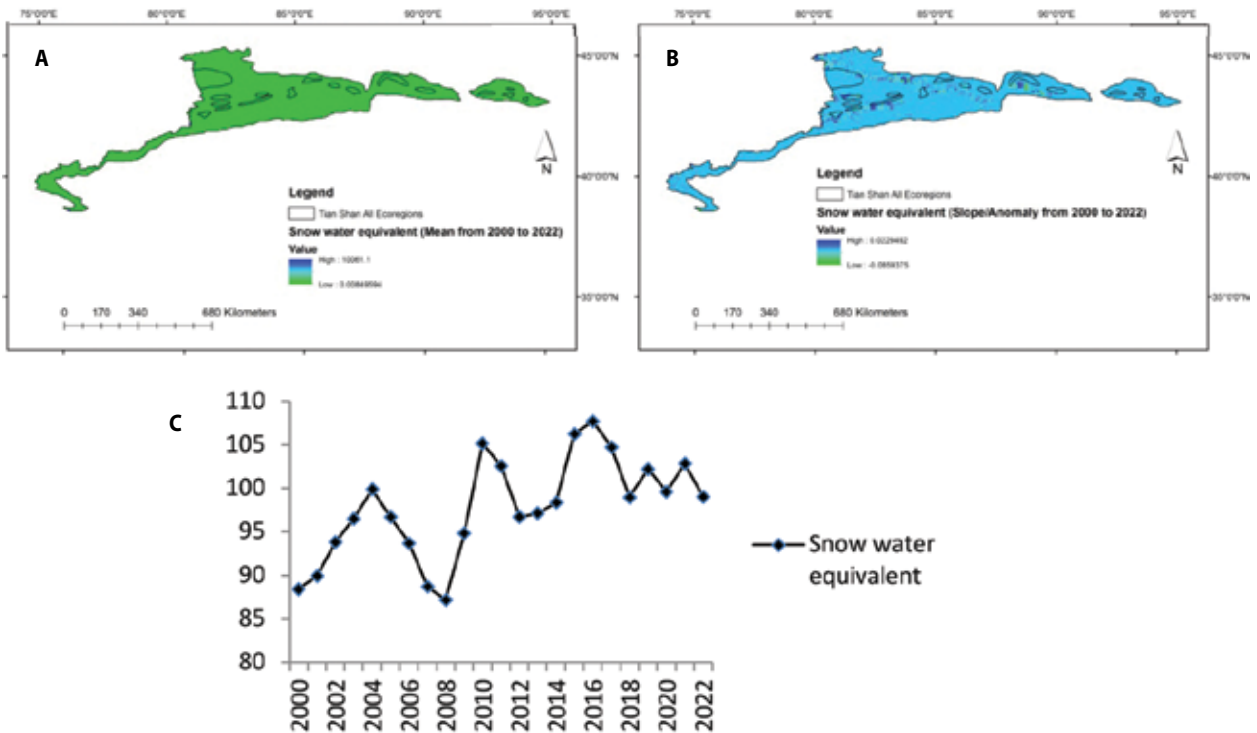 75°0'0"E 80°0'0"E 85°0'0"E 90°0'0"E 95°0'0"E
A
45°0'0"N
40°0'0"N
35°0'0"N
N
Legend
Tian Shan All Ecoregions
Snow water equivalent (Mean from 2000 to 2022)
Value
High : 10061.1
0 170 340 680 Kilometers
75°0'0"E 80°0'0"E 85°0'0"E 90°0'0"E 95°0'0"E
B
45°0'0"N
40°0'0"N
35°0'0"N
N
Legend
Tian Shan All Ecoregions
Snow water equivalent (Slope/Anomaly from 2000 to 2022)
Value
High : 0.0229492
0 170 340 680 Kilometers
C
110
105
100
95
90
85
80
2000 2002 2004 2006 2008 2010 2012 2014 2016 2018 2020 2022
Snow water
equivalent